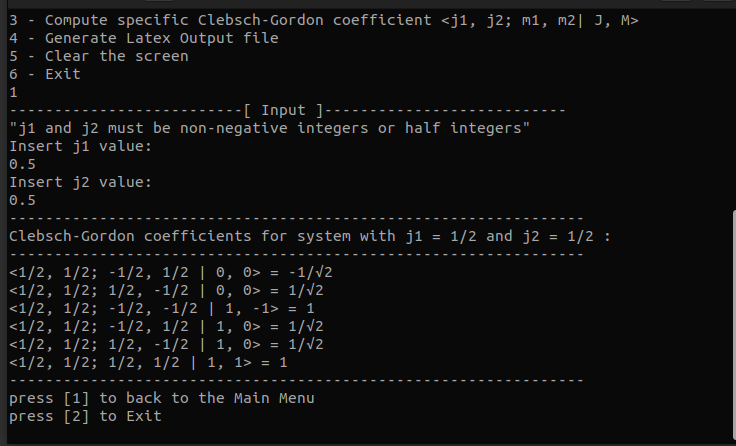 3 - Compute specific Clebsch-Gordon coefficient <j1, j2; m1, m2| J, M>
4 - Generate Latex Output file
5 - Clear the screen
6 - Exit
1
--------------------------[ Input ]---------------------------
"j1 and j2 must be non-negative integers or half integers"
Insert j1 value:
0.5
Insert j2 value:
0.5
----------------------------------------------------------------
Clebsch-Gordon coefficients for system with j1 = 1/2 and j2 = 1/2 :
----------------------------------------------------------------
<1/2, 1/2; -1/2, 1/2 | 0, 0> = -1/√2
<1/2, 1/2; 1/2, -1/2 | 0, 0> = 1/√2
<1/2, 1/2; -1/2, -1/2 | 1, -1> = 1
<1/2, 1/2; -1/2, 1/2 | 1, 0> = 1/√2
<1/2, 1/2; 1/2, -1/2 | 1, 0> = 1/√2
<1/2, 1/2; 1/2, 1/2 | 1, 1> = 1
----------------------------------------------------------------
press [1] to back to the Main Menu
press [2] to Exit